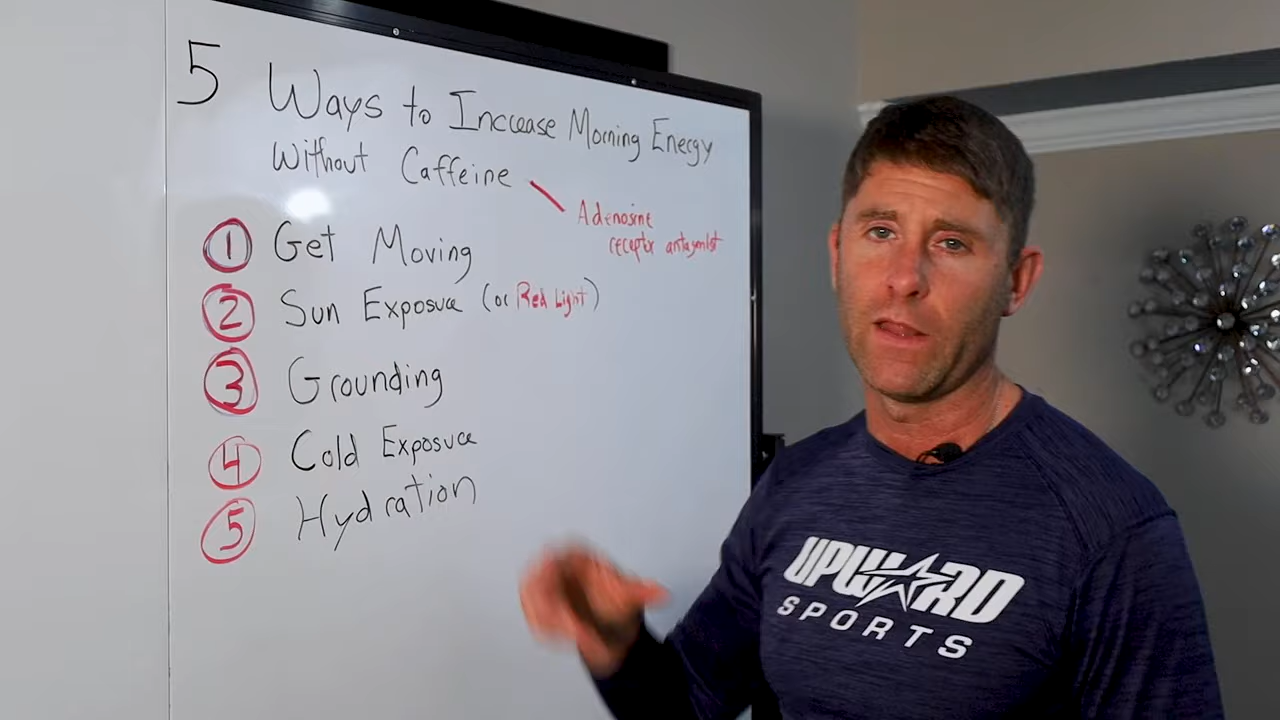 5 Ways to Increase Morning Energy
Without Caffeine
Adenosine
receptor antagonist
1 Get Moving
2 Sun Exposure (or Red Light)
3 Grounding
4 Cold Exposure
5 Hydration
UPWARD
SPORTS